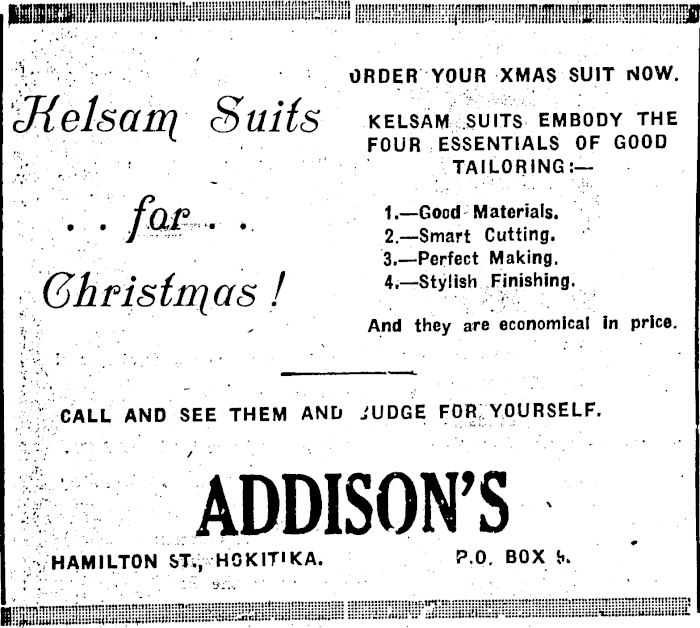 Kelsam Suits
. . for . .
Christmas !
ORDER YOUR XMAS SUIT NOW.
KELSAM SUITS EMBODY THE
FOUR ESSENTIALS OF GOOD
TAILORING:—
1.—Good Materials.
2.—Smart Cutting.
3.—Perfect Making.
4.—Stylish Finishing.
And they are economical in price.
CALL AND SEE THEM AND JUDGE FOR YOURSELF.
ADDISON'S
HAMILTON ST., HOKITIKA.
P.O. BOX